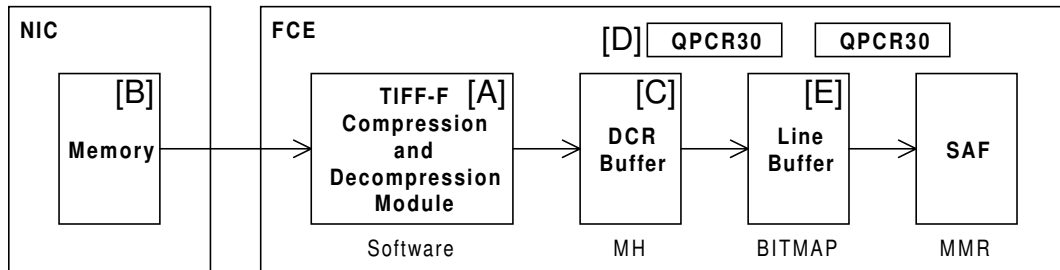 NIC
FCE
[D] QPCR30 QPCR30
[B]
Memory
TIFF-F [A]
Compression
and
Decompression
Module
[C]
DCR
Buffer
[E]
Line
Buffer
SAF
Software MH BITMAP MMR